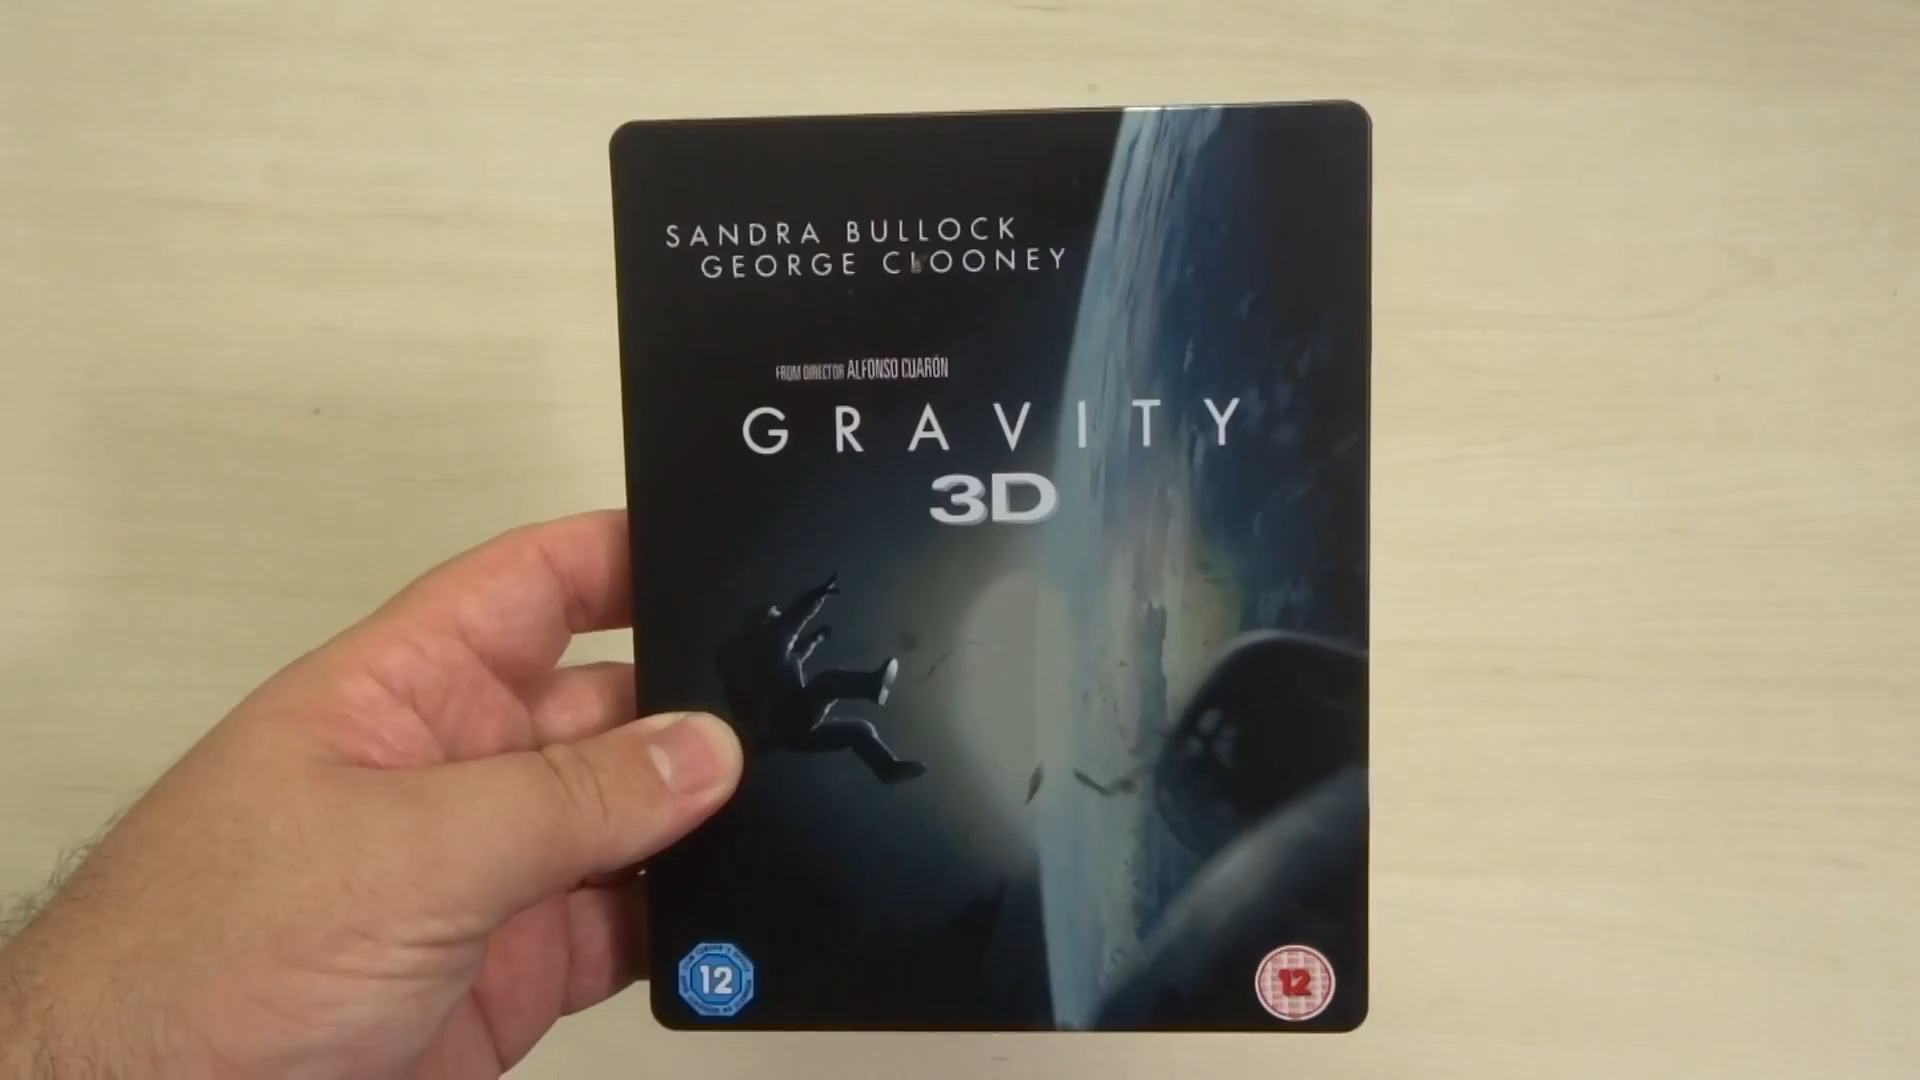 SANDRA BULLOCK
GEORGE CLOONEY
FROM DIRECTOR ALFONSO CUARÓN
GRAVITY
3D
12
12